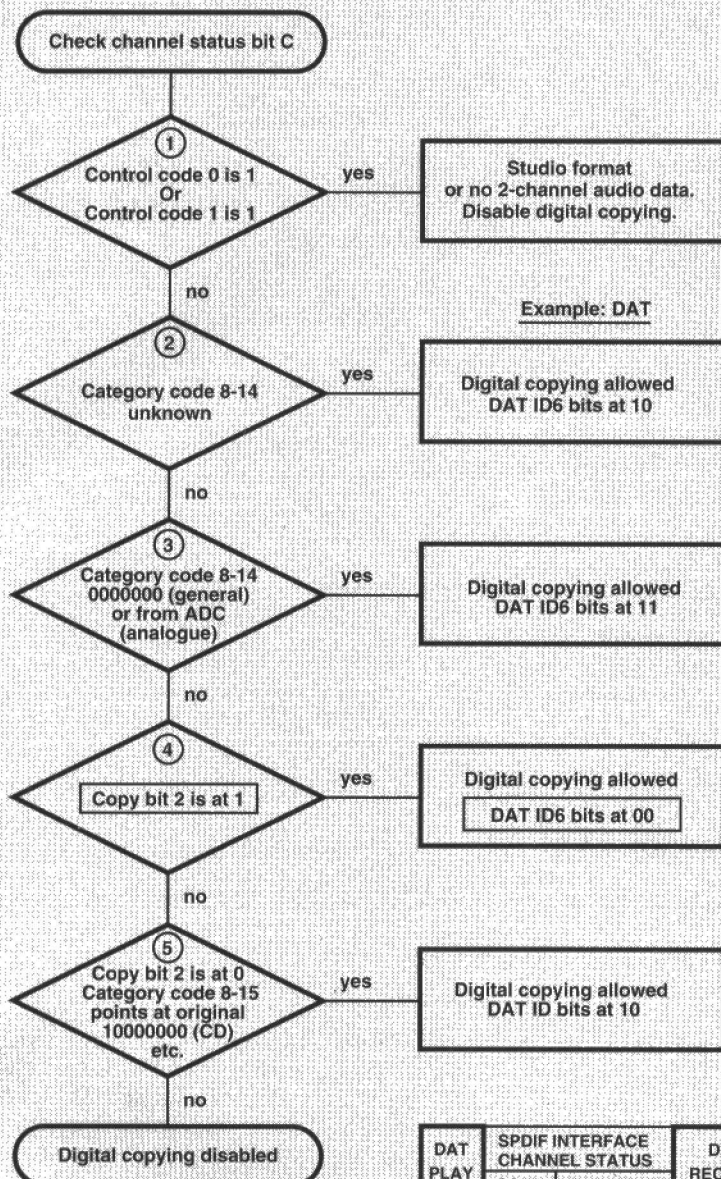 Check channel status bit C
1
Control code 0 is 1
Or
Control code 1 is 1
yes
Studio format
or no 2-channel audio data.
Disable digital copying.
no
Example: DAT
2
Category code 8-14
unknown
yes
Digital copying allowed
DAT ID6 bits at 10
no
3
Category code 8-14
0000000 (general)
or from ADC
(analogue)
yes
Digital copying allowed
DAT ID6 bits at 11
no
4
Copy bit 2 is at 1
yes
Digital copying allowed
DAT ID6 bits at 00
no
5
Copy bit 2 is at 0
Category code 8-15
points at original
10000000 (CD)
etc.
yes
Digital copying allowed
DAT ID bits at 10
no
Digital copying disabled
DAT
PLAY
SPDIF INTERFACE
CHANNEL STATUS